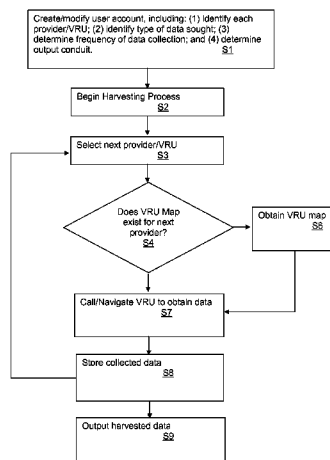 Create/modify user account, including: (1) Identify each
provider/VRU; (2) identify type of data sought; (3)
determine frequency of data collection; and (4) determine
output conduit.
S1
Begin Harvesting Process
S2
Select next provider/VRU
S3
Does VRU Map
exist for next
provider?
S4
Obtain VRU map
S6
Call/Navigate VRU to obtain data
S7
Store collected data
S8
Output harvested data
S9